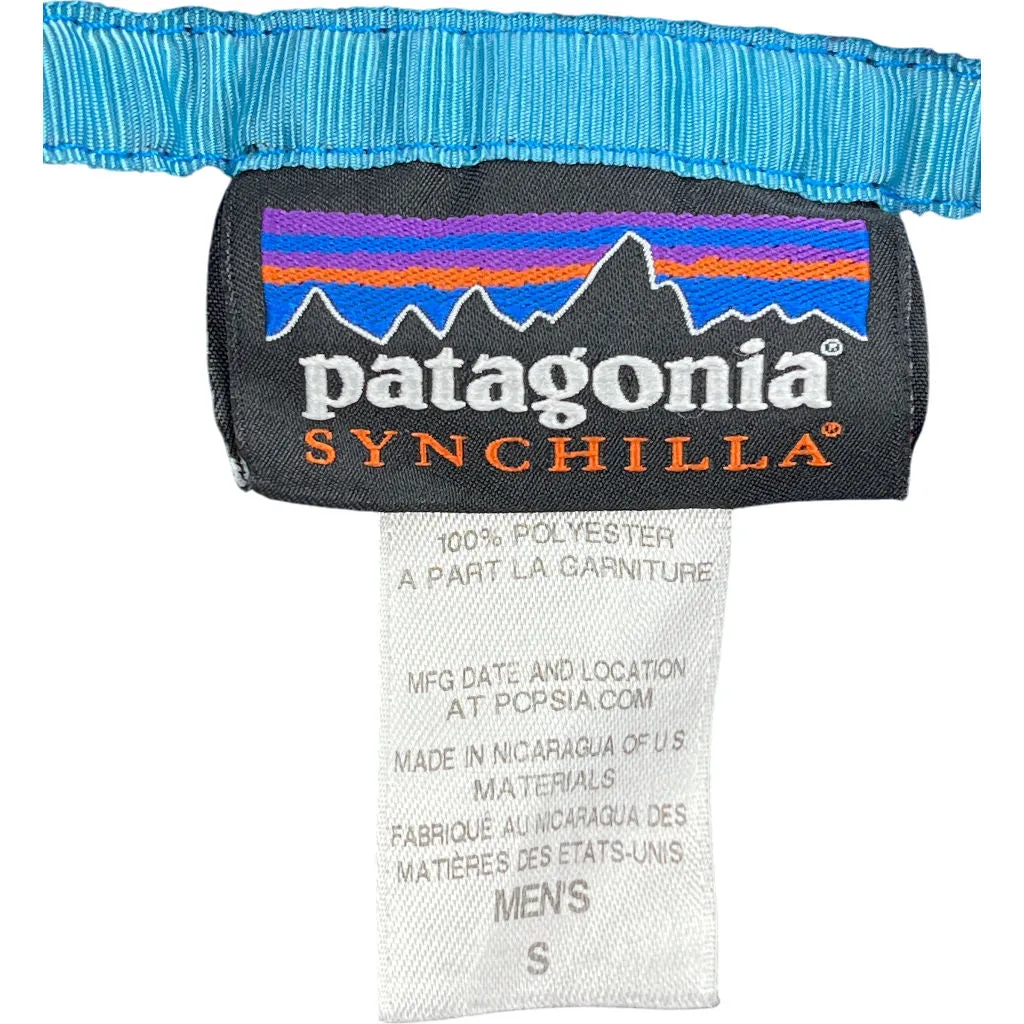 patagonia®
SYNCHILLA®
100% POLYESTER
A PART LA GARNITURE
MFG DATE AND LOCATION
AT PCPSIA.COM
MADE IN NICARAGUA OF U.S.
MATERIALS
FABRIQUÉ AU NICARAGUA DES
MATIÈRES DES ETATS-UNIS
MEN'S
S